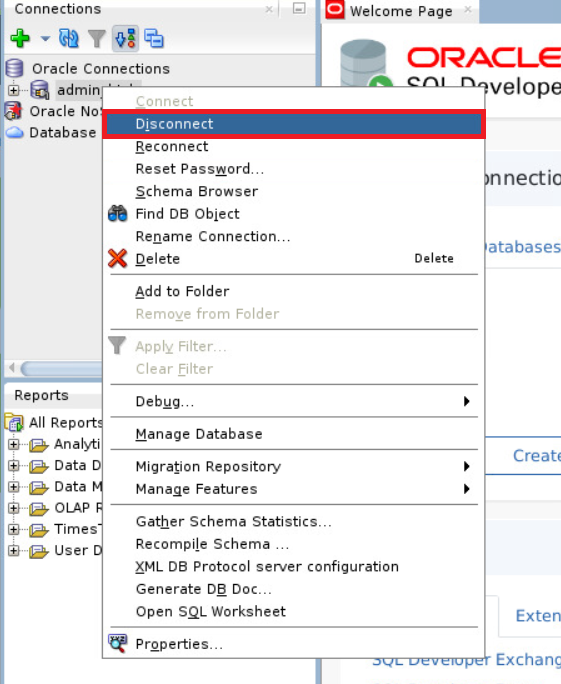 Connections
Welcome Page
ORACLE
SQL Develope
Oracle Connections
admin
Oracle No
Database
Connect
Disconnect
Reconnect
Reset Password...
Schema Browser
Find DB Object
Rename Connection...
Delete Delete
Add to Folder
Remove from Folder
Apply Filter...
Clear Filter
Debug...
Manage Database
Migration Repository
Manage Features
Gather Schema Statistics...
Recompile Schema ...
XML DB Protocol server configuration
Generate DB Doc...
Open SQL Worksheet
Properties...
Reports
All Reports
Analyti
Data D
Data M
OLAP R
TimesT
User D
onnectio
Databases
Create
Exten
SQL Developer Exchang